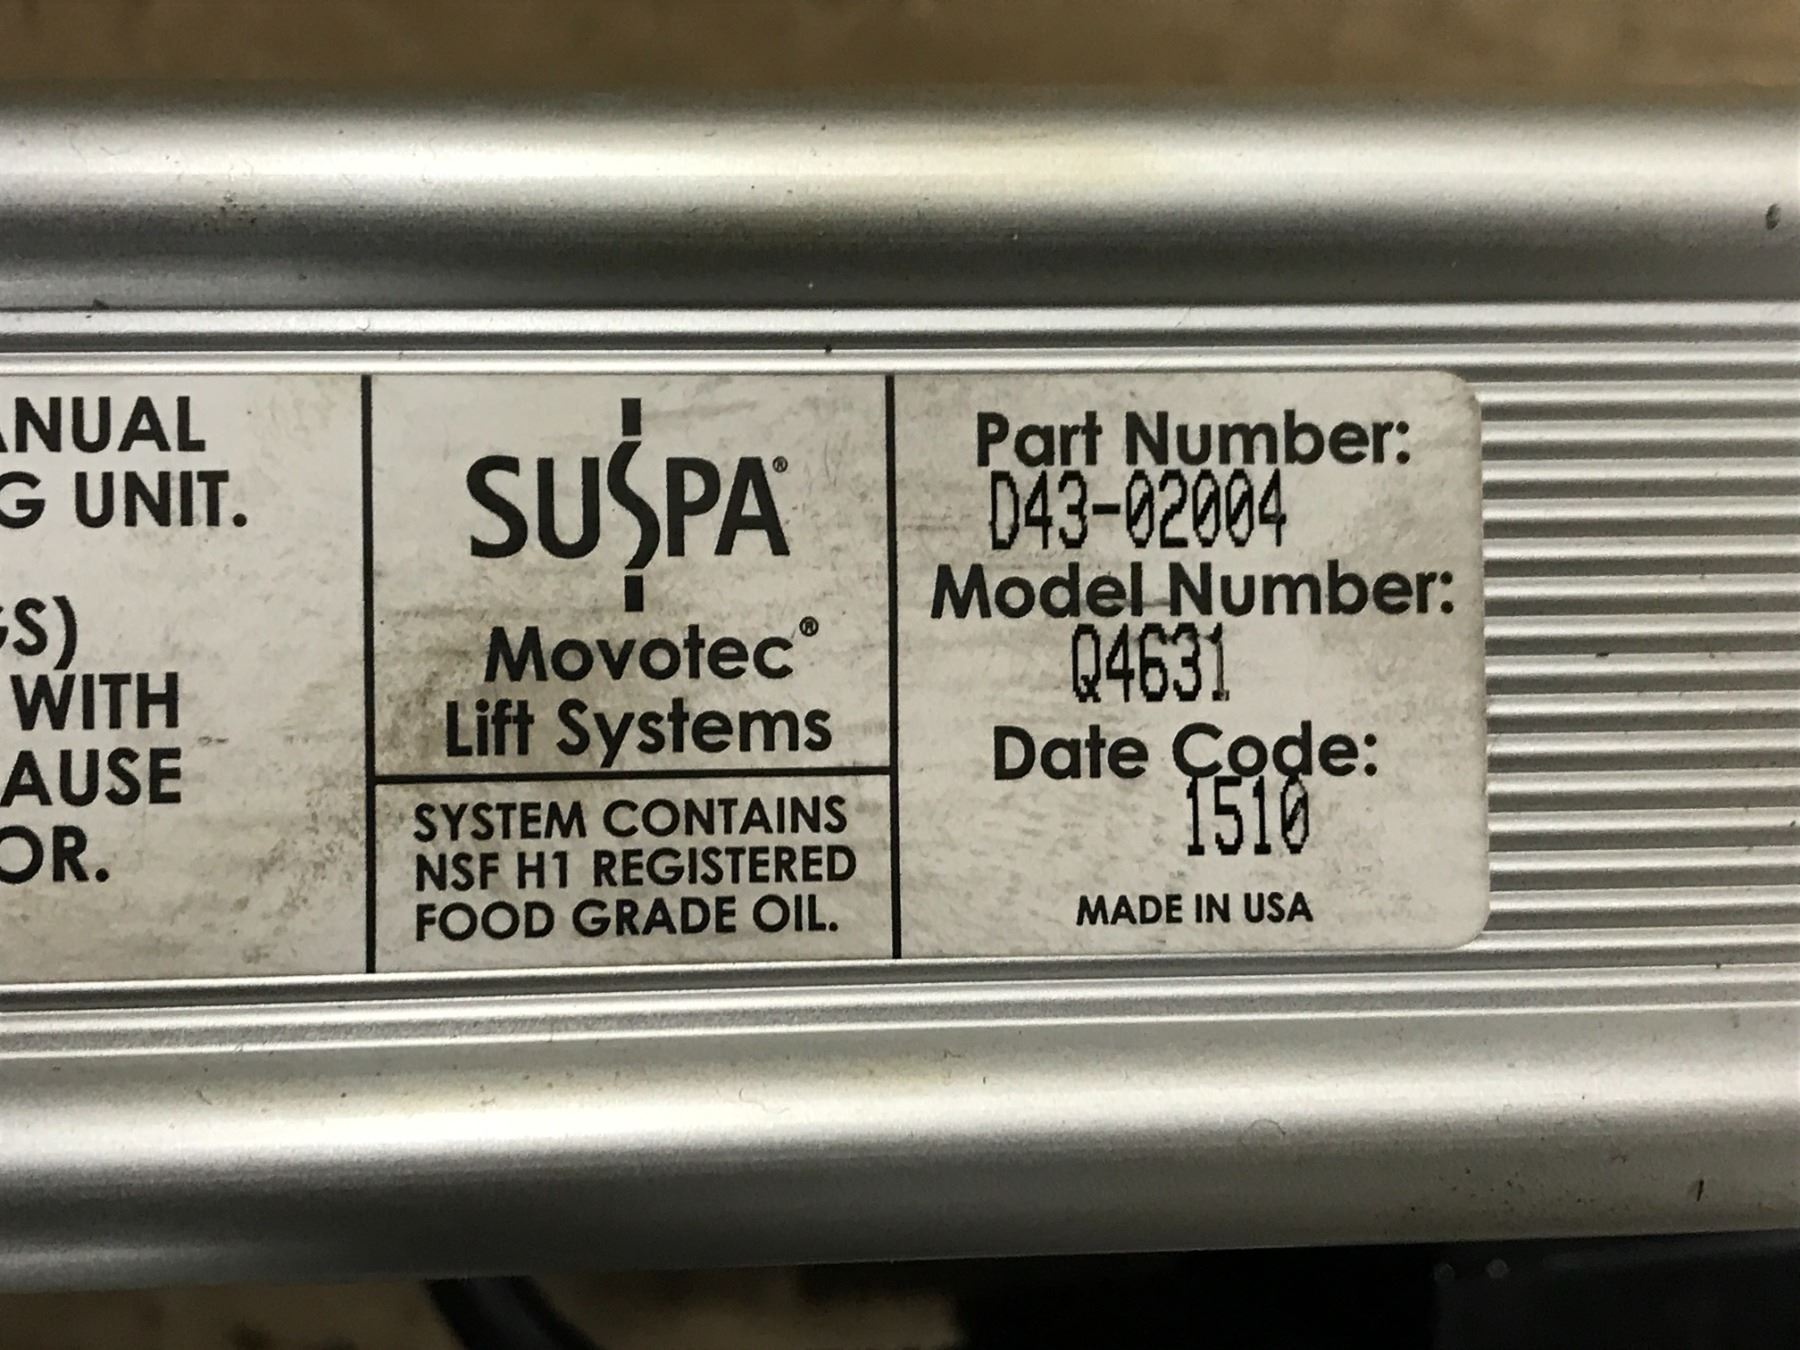 ANUAL
G UNIT.
GS)
WITH
AUSE
OR.
SUSPA®
Movotec®
Lift Systems
SYSTEM CONTAINS
NSF H1 REGISTERED
FOOD GRADE OIL.
Part Number:
D43-02004
Model Number:
Q4631
Date Code:
1510
MADE IN USA